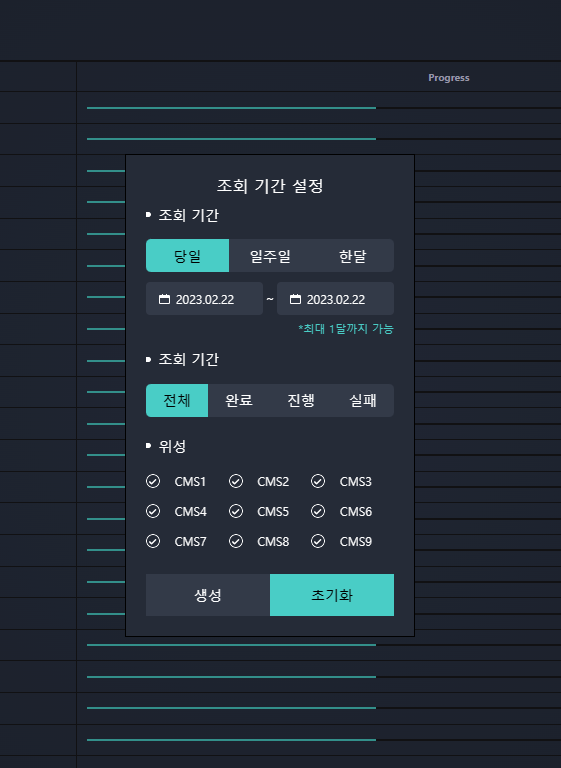 Progress
조회 기간 설정
조회 기간
당일 일주일 한달
2023.02.22 ~ 2023.02.22
*최대 1달까지 가능
조회 기간
전체 완료 진행 실패
위성
CMS1 CMS2 CMS3
CMS4 CMS5 CMS6
CMS7 CMS8 CMS9
생성 초기화